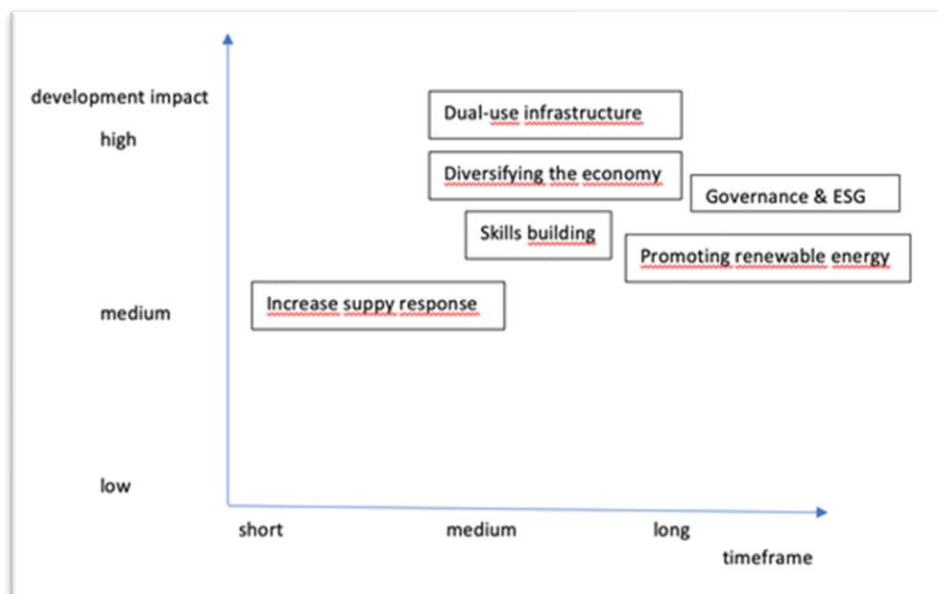 development impact
high
Dual-use infrastructure
Diversifying the economy
Governance & ESG
Skills building
Promoting renewable energy
Increase suppy response
medium
low
short
medium
long
timeframe